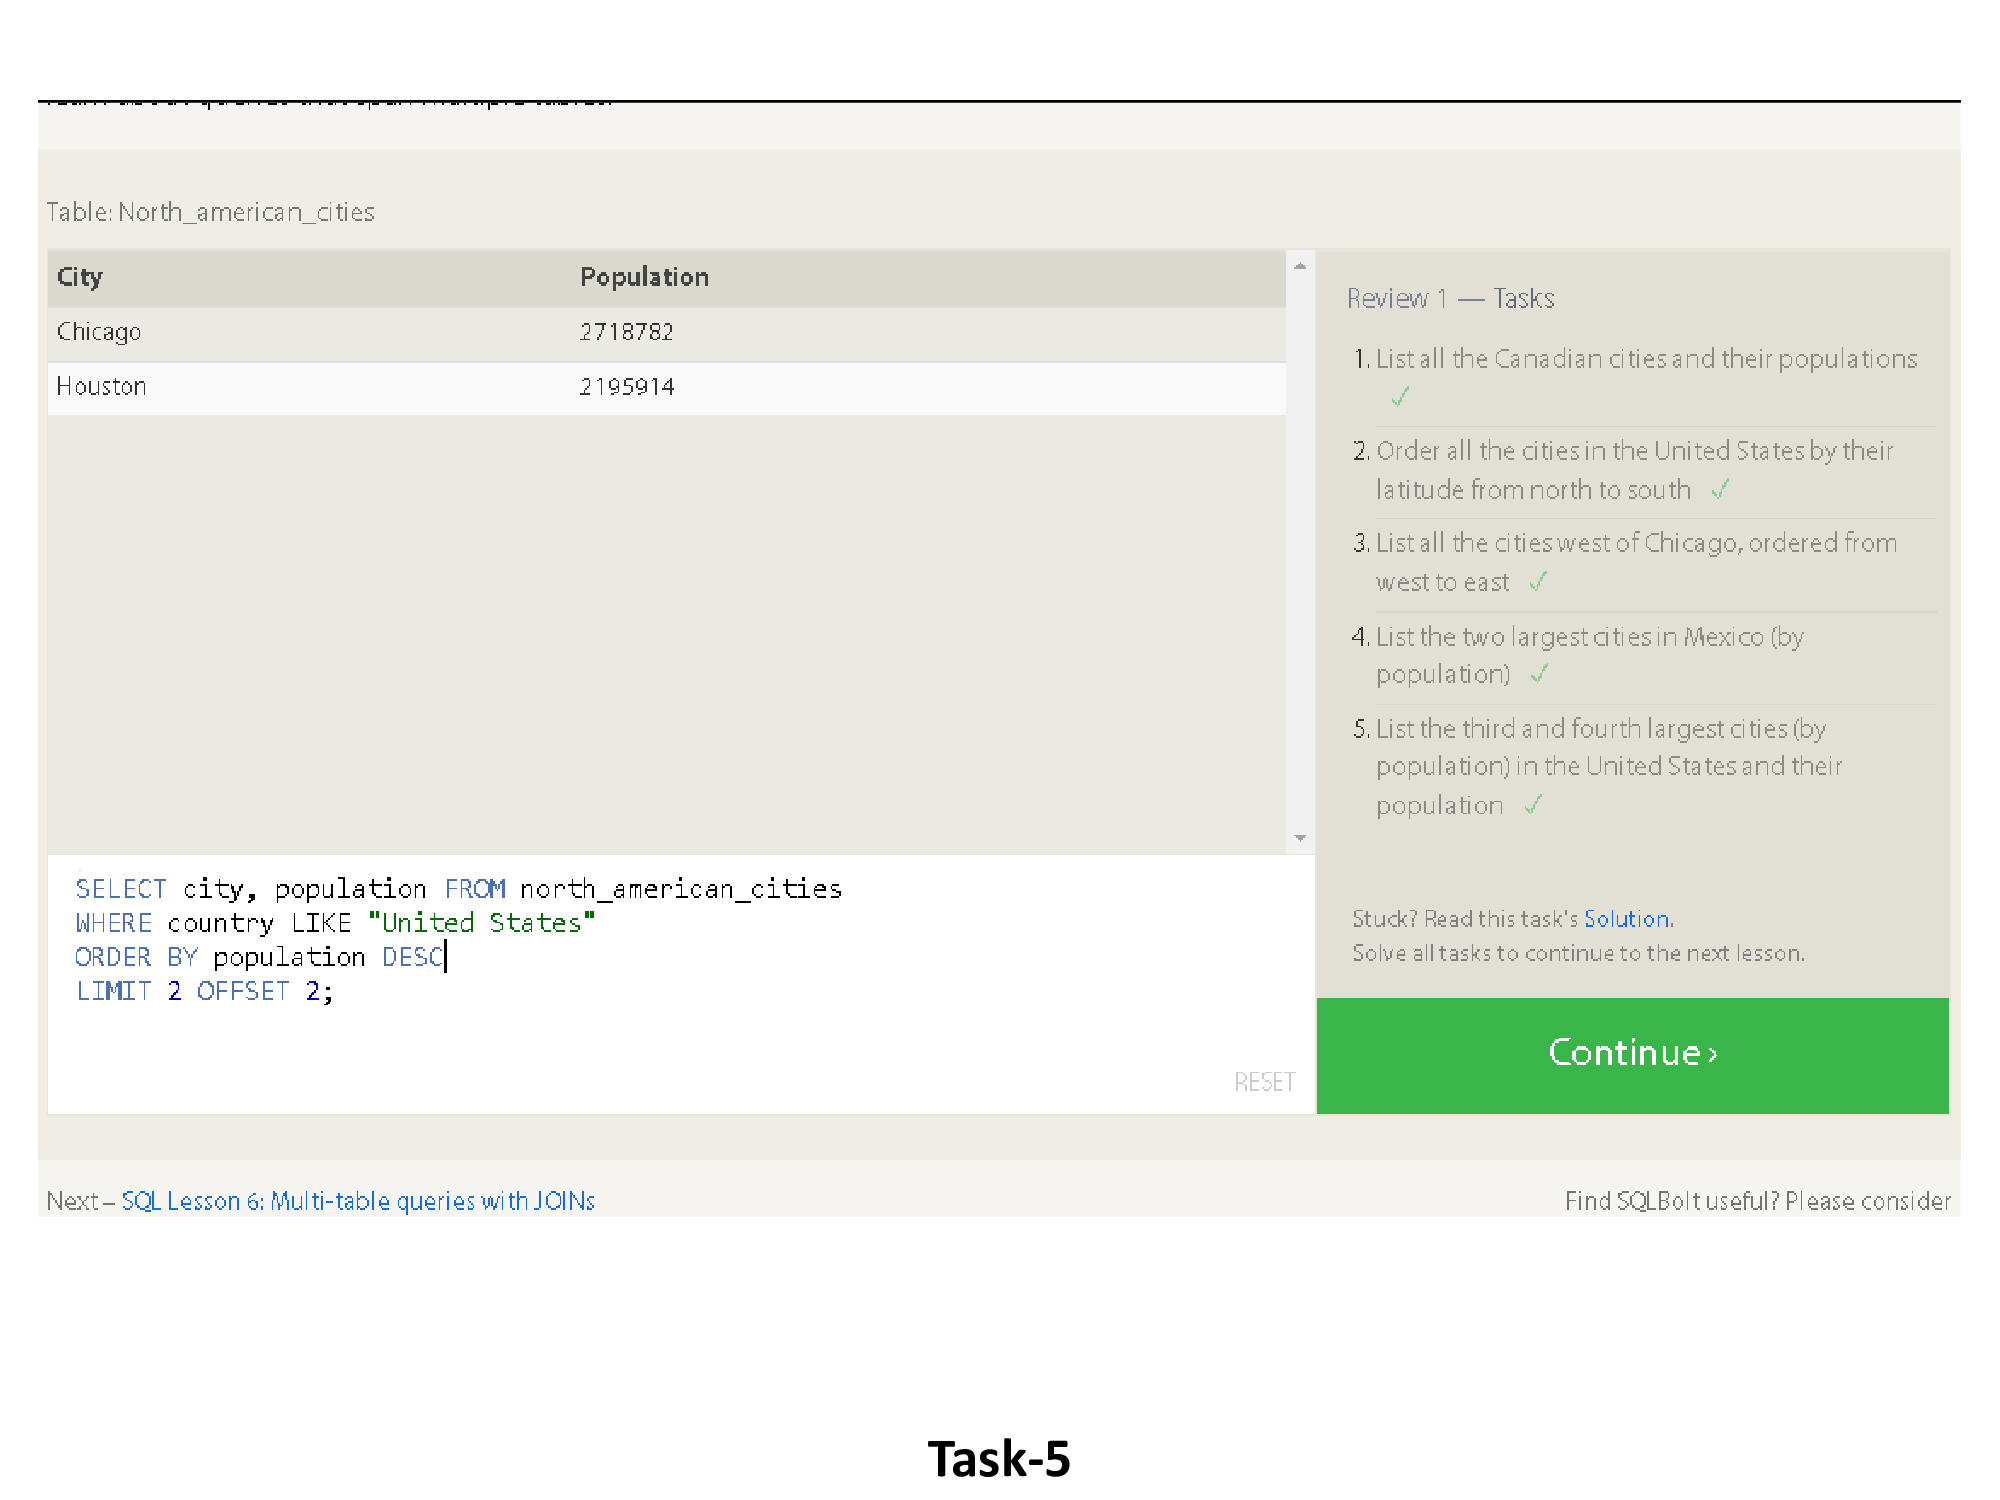 Table: North_american_cities
City Population
Chicago 2718782
Houston 2195914
Review 1 — Tasks
1. List all the Canadian cities and their populations ✓
2. Order all the cities in the United States by their
latitude from north to south ✓
3. List all the cities west of Chicago, ordered from
west to east ✓
4. List the two largest cities in Mexico (by
population) ✓
5. List the third and fourth largest cities (by
population) in the United States and their
population ✓
SELECT city, population FROM north_american_cities
WHERE country LIKE "United States"
ORDER BY population DESC
LIMIT 2 OFFSET 2;
RESET
Stuck? Read this task's Solution.
Solve all tasks to continue to the next lesson.
Continue ›
Next – SQL Lesson 6: Multi-table queries with JOINs
Find SQLBolt useful? Please consider
Task-5